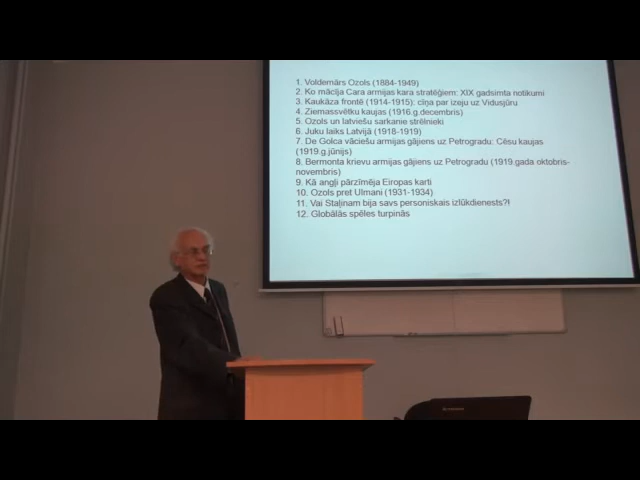 1. Voldemārs Ozols (1884-1949)
2. Ko mācīja Cara armijas kara stratēģiem: XIX gadsimta notikumi
3. Kaukāza frontē (1914-1915): cīņa par izeju uz Vidusjūru
4. Ziemassvētku kaujas (1916.g.decembris)
5. Ozols un latviešu sarkanie strēlnieki
6. Juku laiks Latvijā (1918-1919)
7. De Golca vāciešu armijas gājiens uz Petrogradu: Cēsu kaujas
(1919.g.jūnijs)
8. Bermonta krievu armijas gājiens uz Petrogradu (1919.gada oktobris-
novembris)
9. Kā angļi pārzīmēja Eiropas karti
10. Ozols pret Ulmani (1931-1934)
11. Vai Staļinam bija savs personiskais izlūkdienests?!
12. Globālās spēles turpinās
lenovo